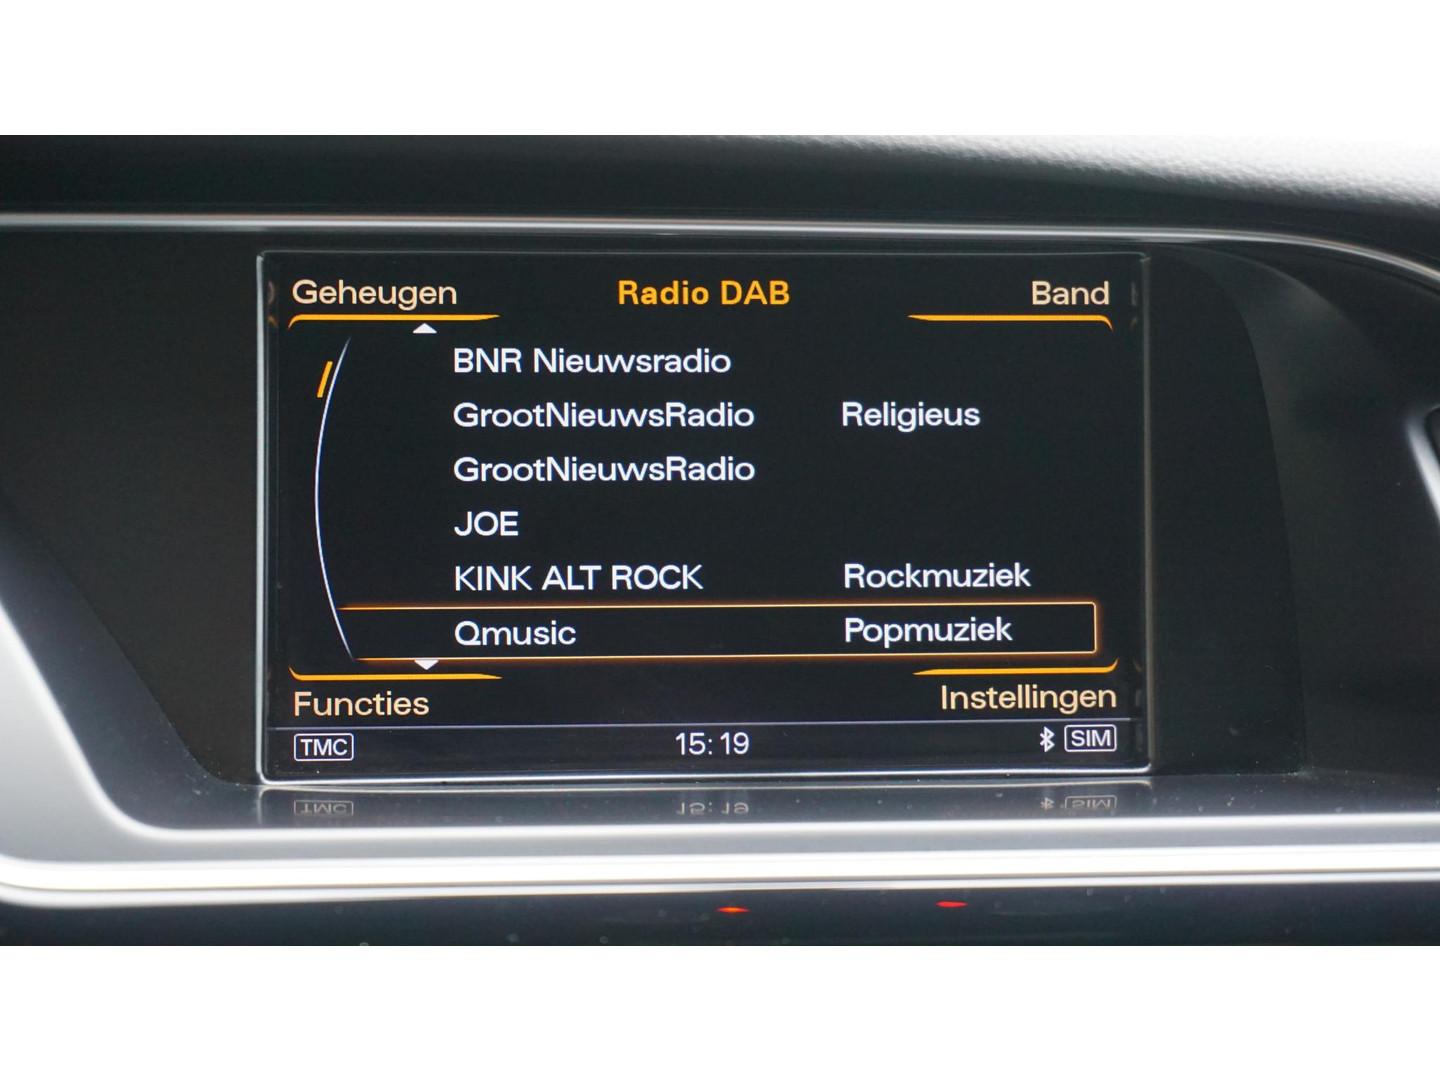 Geheugen Radio DAB Band
BNR Nieuwsradio
GrootNieuwsRadio Religieus
GrootNieuwsRadio
JOE
KINK ALT ROCK Rockmuziek
Qmusic Popmuziek
Functies Instellingen
TMC 15:19 SIM